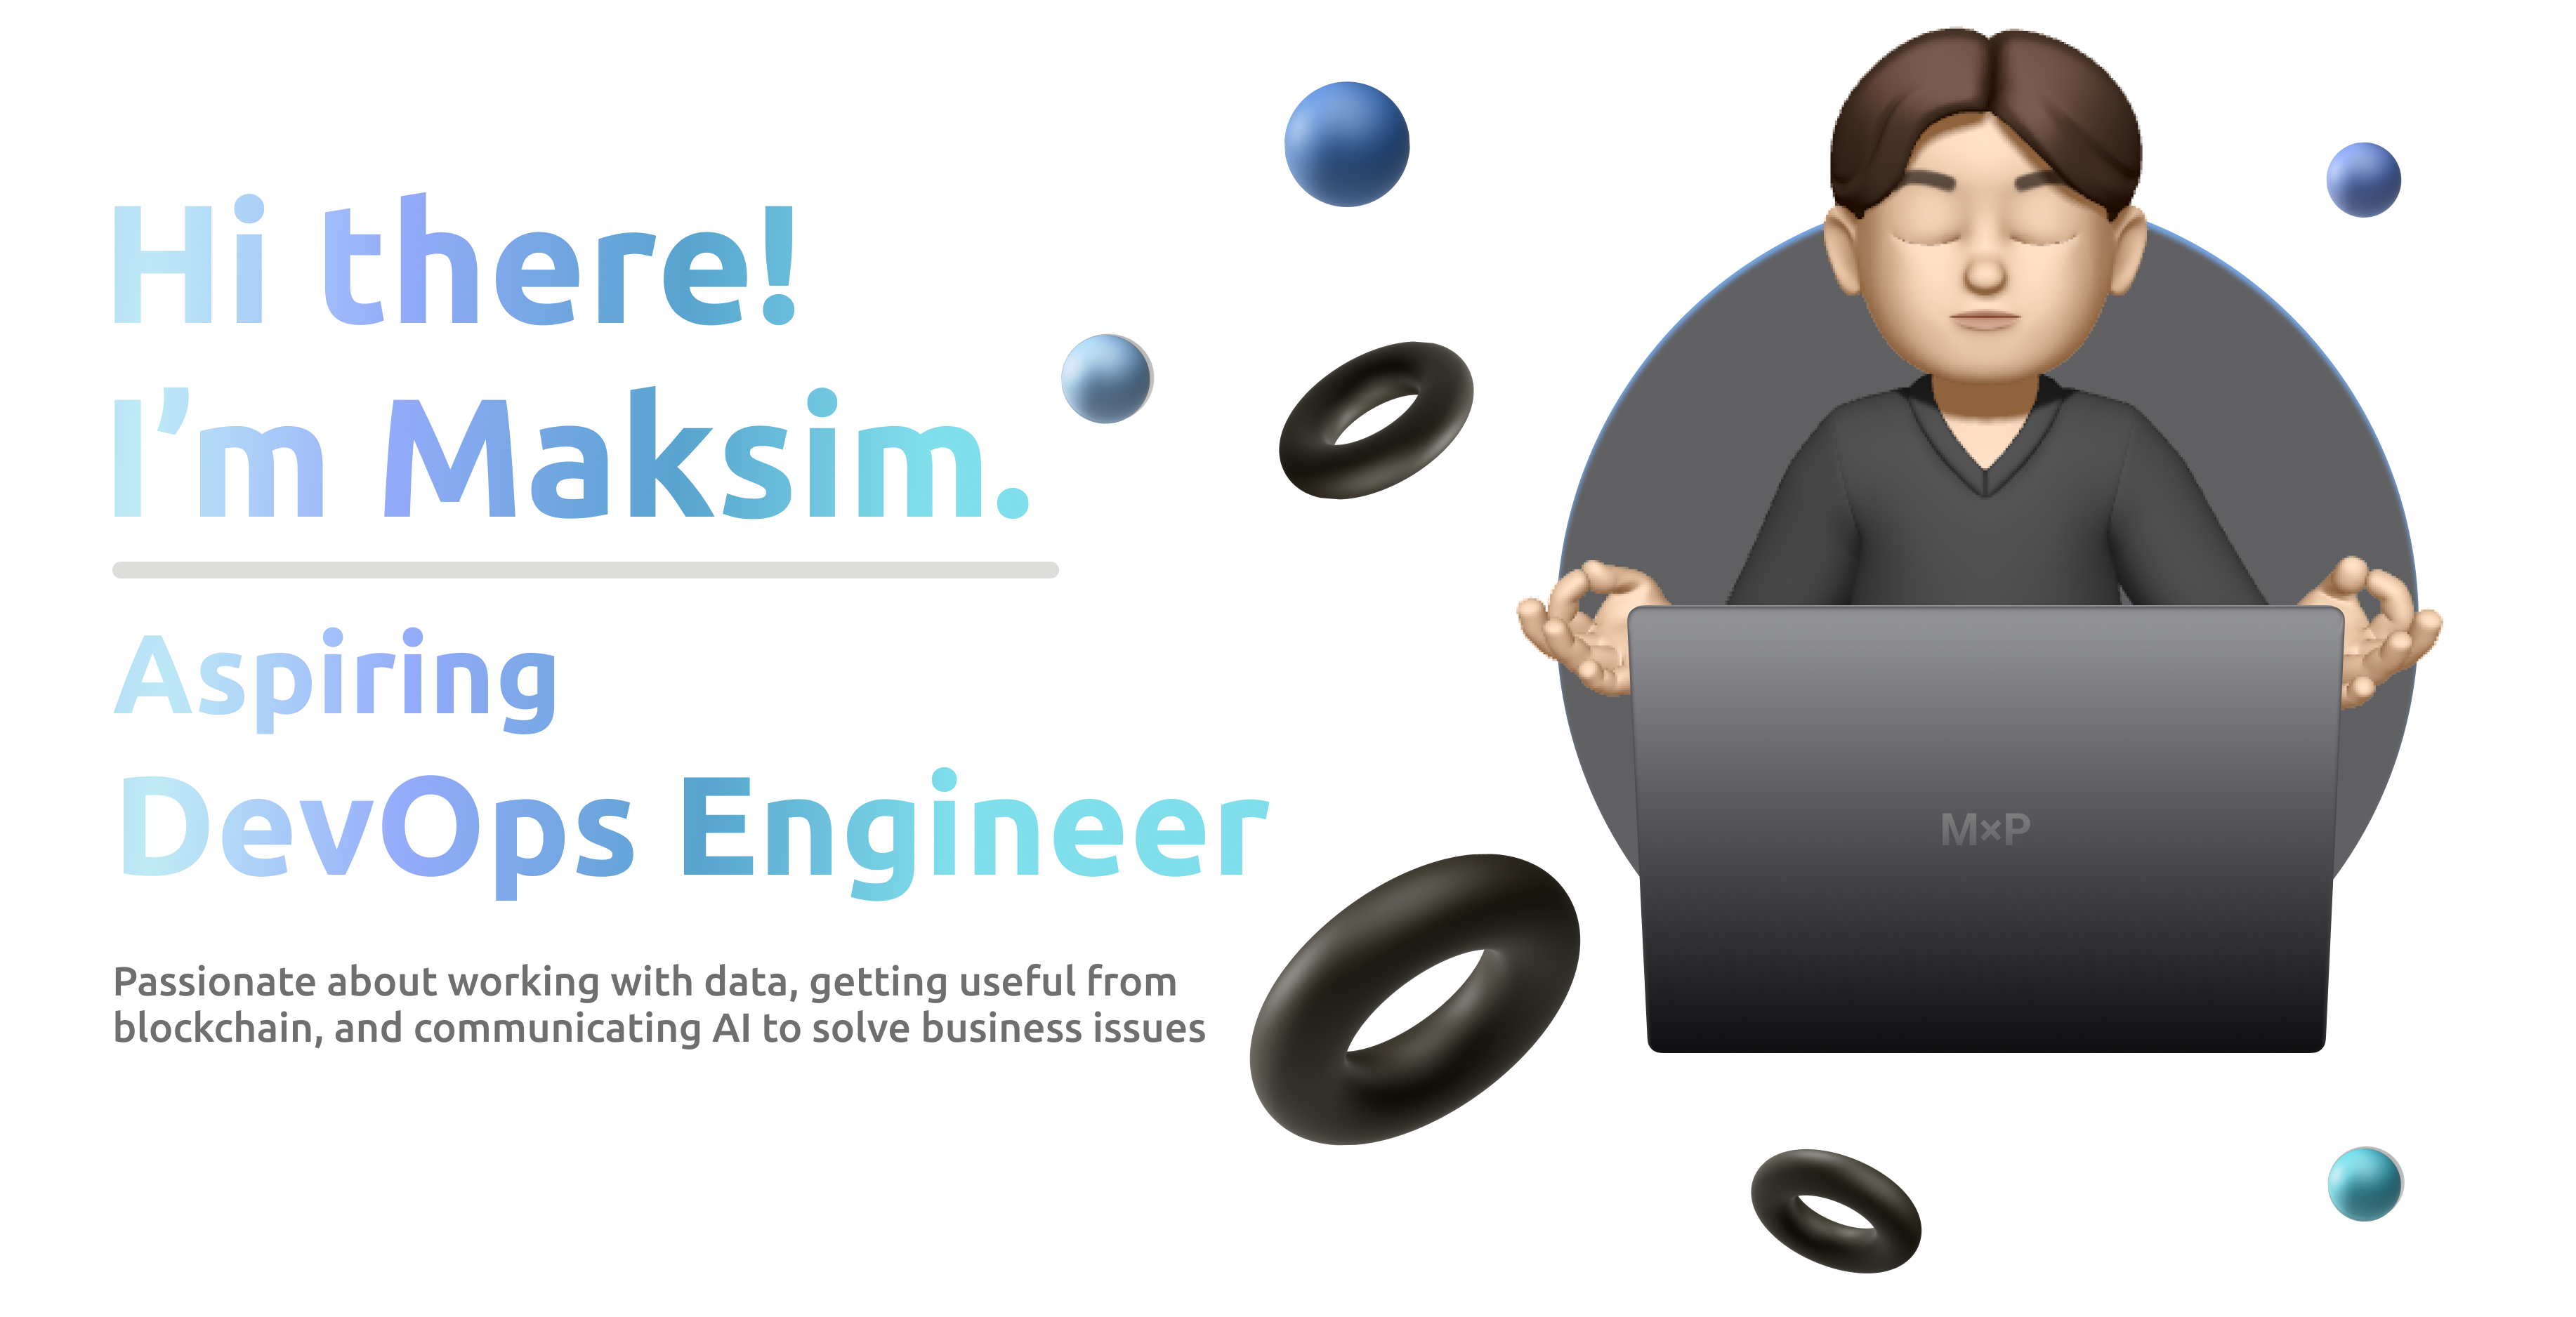 Hi there!
I’m Maksim.
Aspiring
DevOps Engineer
Passionate about working with data, getting useful from
blockchain, and communicating AI to solve business issues
M×P